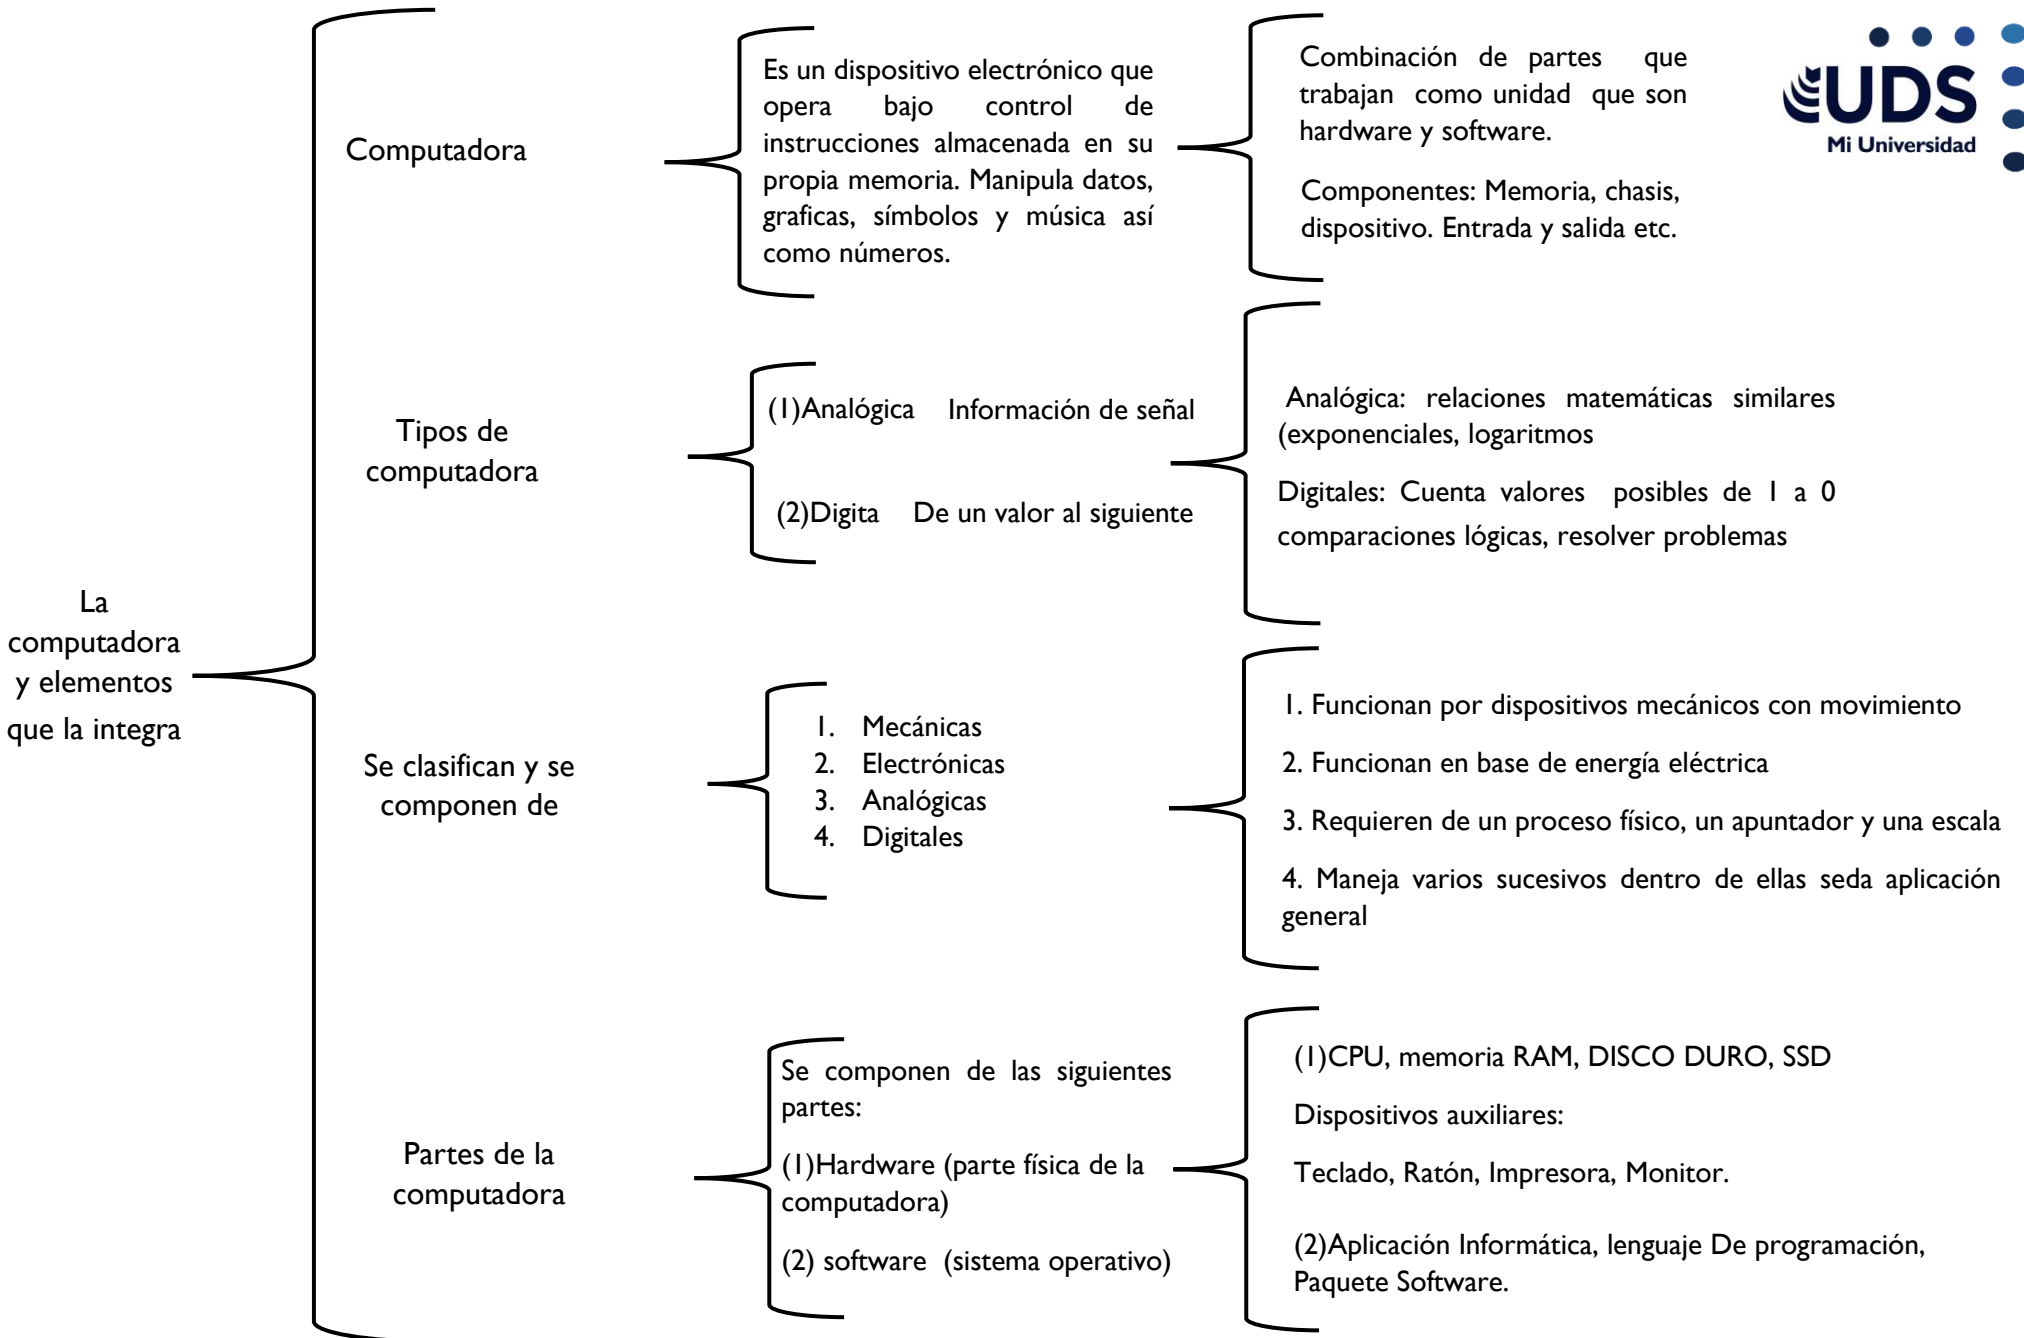 La
computadora
y elementos
que la integra
Computadora
Es un dispositivo electrónico que
opera bajo control de
instrucciones almacenada en su
propia memoria. Manipula datos,
graficas, símbolos y música así
como números.
Combinación de partes que
trabajan como unidad que son
hardware y software.
Componentes: Memoria, chasis,
dispositivo. Entrada y salida etc.
UDS
Mi Universidad
Tipos de
computadora
(1)Analógica Información de señal
(2)Digita De un valor al siguiente
Analógica: relaciones matemáticas similares
(exponenciales, logaritmos
Digitales: Cuenta valores posibles de 1 a 0
comparaciones lógicas, resolver problemas
Se clasifican y se
componen de
1. Mecánicas
2. Electrónicas
3. Analógicas
4. Digitales
1. Funcionan por dispositivos mecánicos con movimiento
2. Funcionan en base de energía eléctrica
3. Requieren de un proceso físico, un apuntador y una escala
4. Maneja varios sucesivos dentro de ellas seda aplicación
general
Partes de la
computadora
Se componen de las siguientes
partes:
(1)Hardware (parte física de la
computadora)
(2) software (sistema operativo)
(1)CPU, memoria RAM, DISCO DURO, SSD
Dispositivos auxiliares:
Teclado, Ratón, Impresora, Monitor.
(2)Aplicación Informática, lenguaje De programación,
Paquete Software.